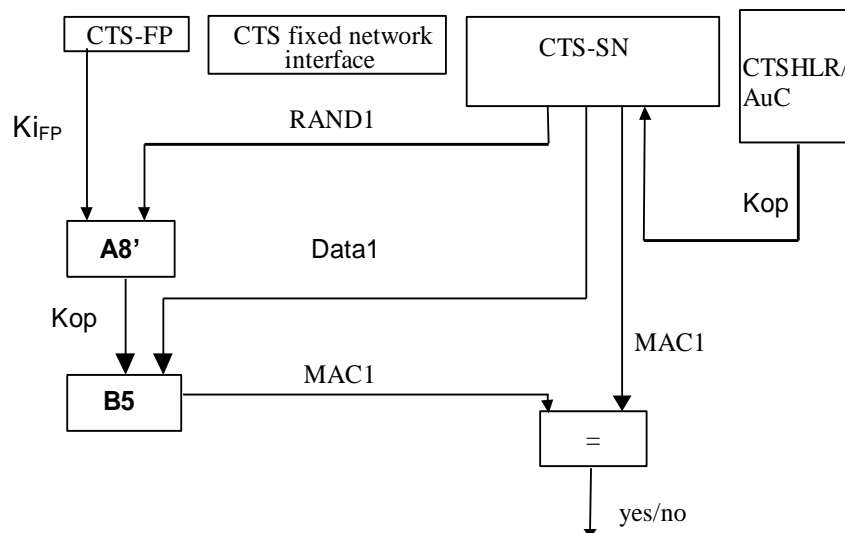 CTS-FP
CTS fixed network
interface
CTS-SN
CTSHLR/
AuC
KiFP
RAND1
Kop
A8’
Data1
Kop
MAC1
MAC1
B5
=
yes/no